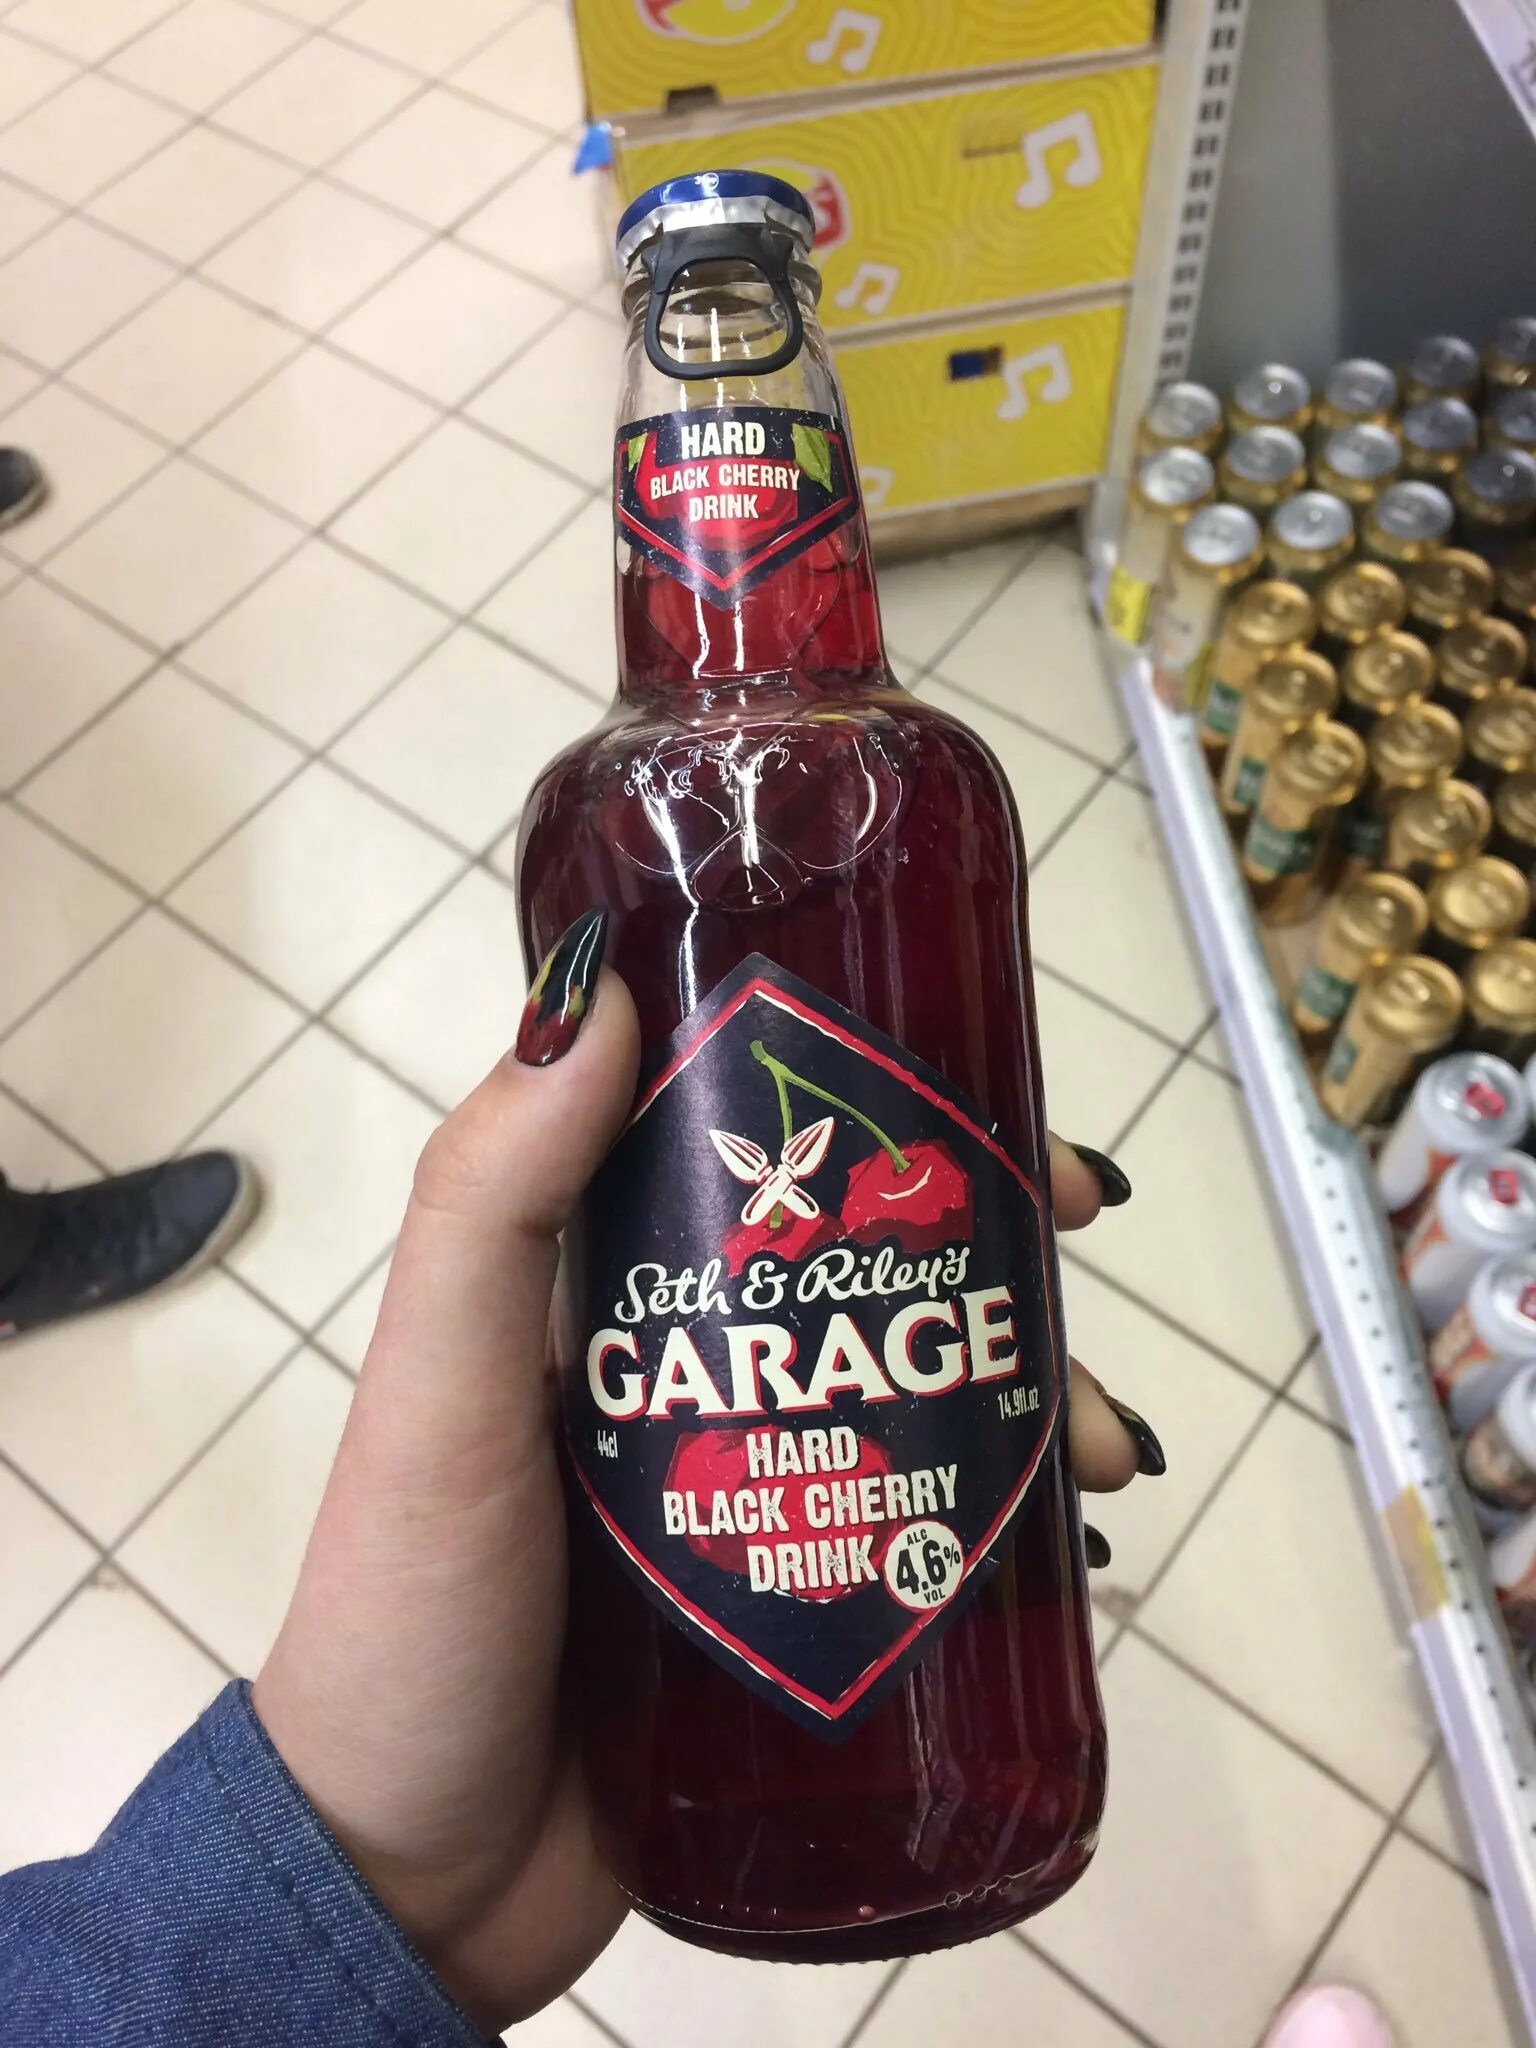 HARD
BLACK CHERRY
DRINK
Seth & Riley's
GARAGE
44cl
14.9fl.oz
HARD
BLACK CHERRY
DRINK
ALC
4.6%
VOL